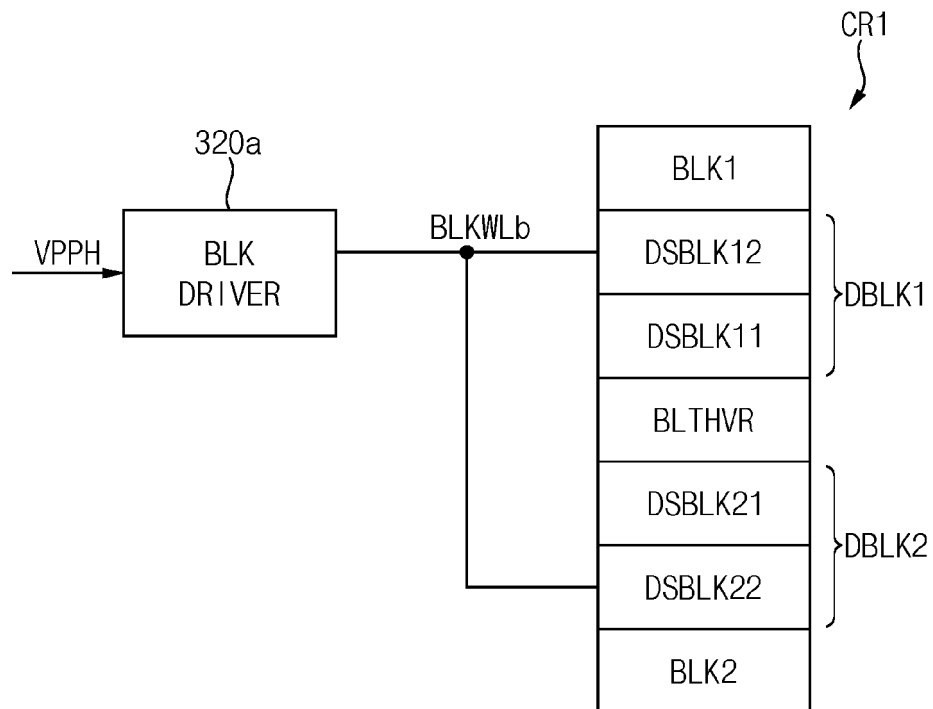 CR1
320a
BLK1
VPPH
BLK
DRIVER
BLKWLb
DSBLK12
DBLK1
DSBLK11
BLTHVR
DSBLK21
DBLK2
DSBLK22
BLK2